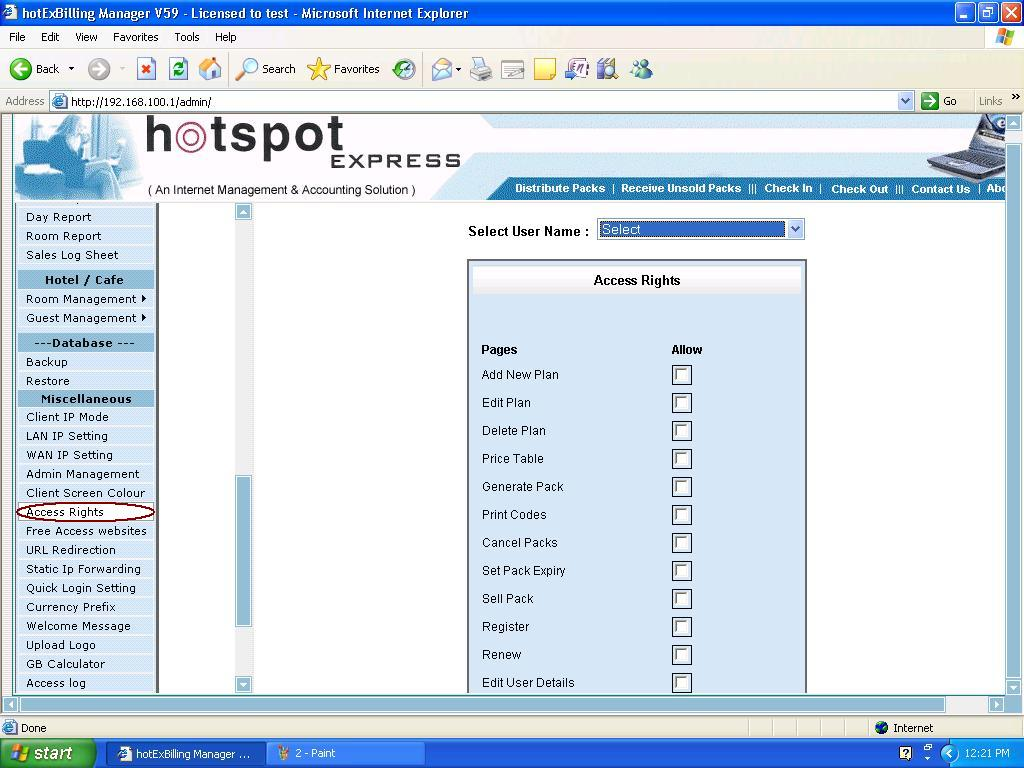 hotExBilling Manager V59 - Licensed to test - Microsoft Internet Explorer
File Edit View Favorites Tools Help
Back Search Favorites
Address http://192.168.100.1/admin/ Go Links »
hotspot
EXPRESS
( An Internet Management & Accounting Solution )
Distribute Packs | Receive Unsold Packs ||| Check In | Check Out ||| Contact Us | Abo
Day Report
Room Report
Sales Log Sheet
Hotel / Cafe
Room Management
Guest Management
---Database ---
Backup
Restore
Miscellaneous
Client IP Mode
LAN IP Setting
WAN IP Setting
Admin Management
Client Screen Colour
Access Rights
Free Access websites
URL Redirection
Static Ip Forwarding
Quick Login Setting
Currency Prefix
Welcome Message
Upload Logo
GB Calculator
Access log
Select User Name : Select
Access Rights
Pages Allow
Add New Plan
Edit Plan
Delete Plan
Price Table
Generate Pack
Print Codes
Cancel Packs
Set Pack Expiry
Sell Pack
Register
Renew
Edit User Details
Done Internet
start hotExBilling Manager ... 2 - Paint 12:21 PM